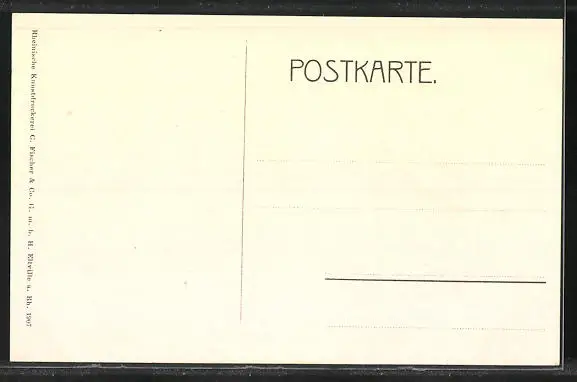 POSTKARTE.
Rheinische Kunstdruckerei C. Fischer & Co. G. m. b. H. Eltville a. Rh. 1907